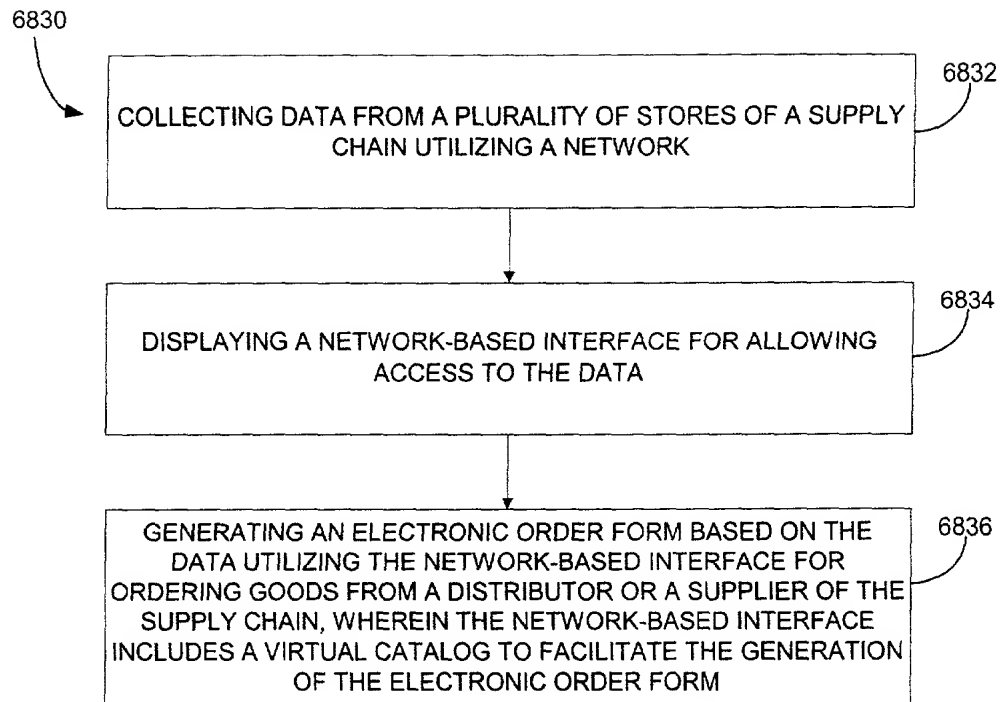 6830
6832
COLLECTING DATA FROM A PLURALITY OF STORES OF A SUPPLY
CHAIN UTILIZING A NETWORK
6834
DISPLAYING A NETWORK-BASED INTERFACE FOR ALLOWING
ACCESS TO THE DATA
6836
GENERATING AN ELECTRONIC ORDER FORM BASED ON THE
DATA UTILIZING THE NETWORK-BASED INTERFACE FOR
ORDERING GOODS FROM A DISTRIBUTOR OR A SUPPLIER OF THE
SUPPLY CHAIN, WHEREIN THE NETWORK-BASED INTERFACE
INCLUDES A VIRTUAL CATALOG TO FACILITATE THE GENERATION
OF THE ELECTRONIC ORDER FORM